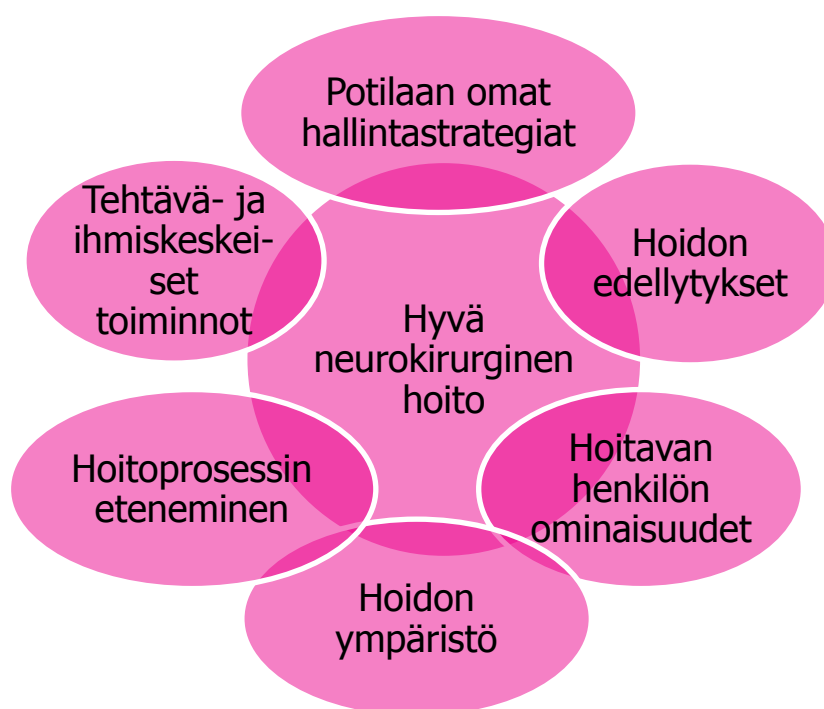 Potilaan omat
hallintastrategiat
Tehtävä- ja
ihmiskeskei-
set
toiminnot
Hoidon
edellytykset
Hyvä
neurokirurginen
hoito
Hoitoprosessin
eteneminen
Hoitavan
henkilön
ominaisuudet
Hoidon
ympäristö